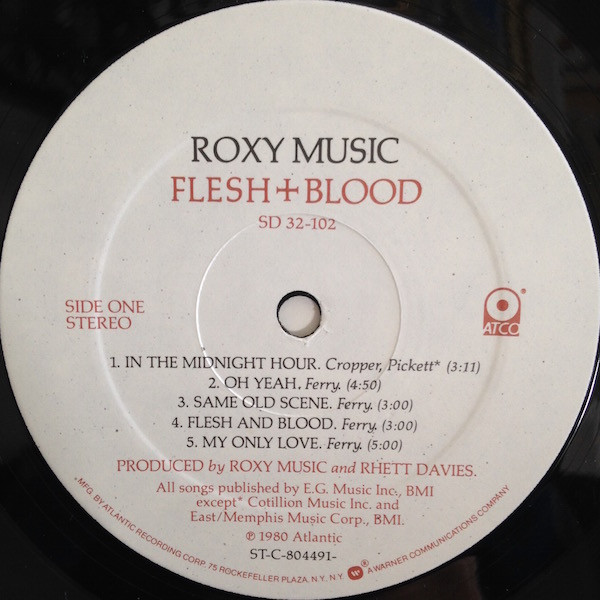 ROXY MUSIC
FLESH + BLOOD
SD 32-102
SIDE ONE
STEREO
ATCO®
1. IN THE MIDNIGHT HOUR. Cropper, Pickett* (3:11)
2. OH YEAH. Ferry. (4:50)
3. SAME OLD SCENE. Ferry. (3:00)
4. FLESH AND BLOOD. Ferry. (3:00)
5. MY ONLY LOVE. Ferry. (5:00)
PRODUCED by ROXY MUSIC and RHETT DAVIES.
All songs published by E.G. Music Inc., BMI
except* Cotillion Music Inc. and
East/Memphis Music Corp., BMI.
℗ 1980 Atlantic
ST-C-804491-
MFG. BY ATLANTIC RECORDING CORP. 75 ROCKEFELLER PLAZA, N.Y. N.Y. ® A WARNER COMMUNICATIONS COMPANY